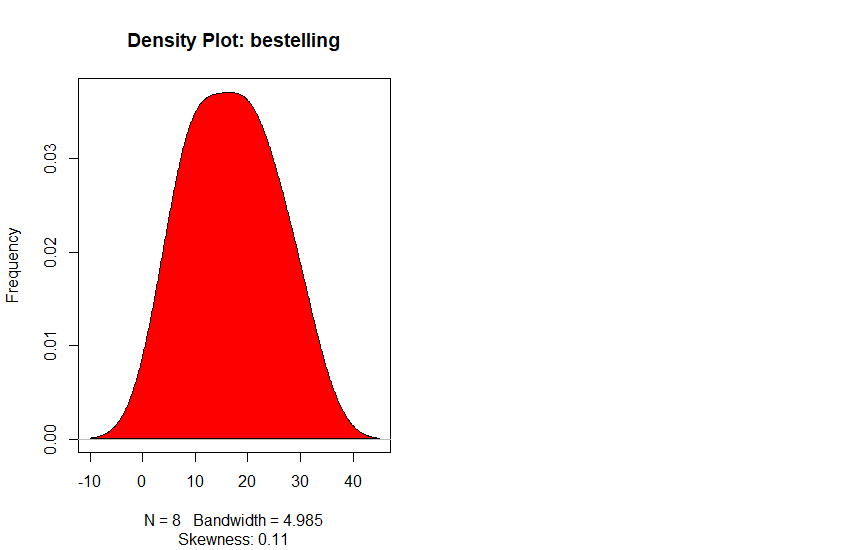 Density Plot: bestelling
Frequency
0.03
0.02
0.01
0.00
-10 0 10 20 30 40
N = 8 Bandwidth = 4.985
Skewness: 0.11